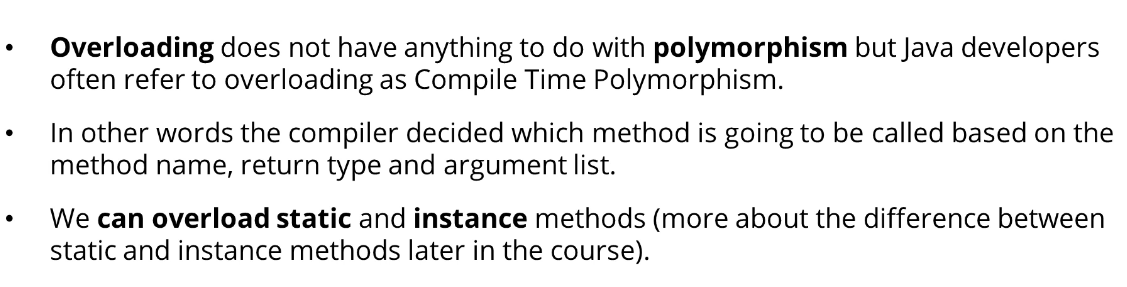 • Overloading does not have anything to do with polymorphism but Java developers
often refer to overloading as Compile Time Polymorphism.
• In other words the compiler decided which method is going to be called based on the
method name, return type and argument list.
• We can overload static and instance methods (more about the difference between
static and instance methods later in the course).